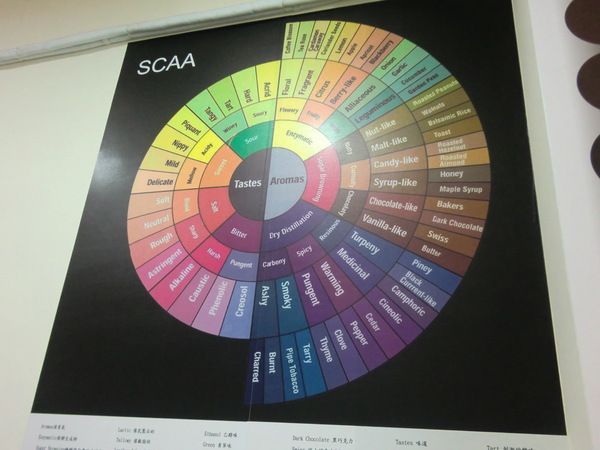 SCAA
Tastes
Aromas
Sour
Sweet
Salt
Bitter
Enzymatic
Sugar Browning
Dry Distillation
Soury
Winey
Acidy
Mellow
Bland
Sharp
Harsh
Pungent
Flowery
Fruity
Nutty
Caramelly
Chocolaty
Resinous
Spicy
Carbony
Acrid
Hard
Tart
Tangy
Piquant
Nippy
Mild
Delicate
Soft
Neutral
Rough
Astringent
Alkaline
Caustic
Phenolic
Creosol
Floral
Fragrant
Citrus
Berry-like
Alliaceous
Leguminous
Nut-like
Malt-like
Candy-like
Syrup-like
Chocolate-like
Vanilla-like
Turpeny
Medicinal
Warming
Pungent
Smoky
Ashy
Coffee Blossom
Tea Rose
Cardamon Caraway
Coriander Seeds
Lemon
Apple
Apricot
Blackberry
Onion
Garlic
Cucumber
Garden Peas
Roasted Peanuts
Walnuts
Balsamic Rice
Toast
Roasted Hazelnut
Roasted Almond
Honey
Maple Syrup
Bakers
Dark Chocolate
Swiss
Butter
Piney
Black Currrent-like
Camphoric
Cineolic
Cedar
Pepper
Clove
Thyme
Tarry
Pipe Tobacco
Burnt
Charred
Dark Chocolate 黑巧克力
Tastes 味道